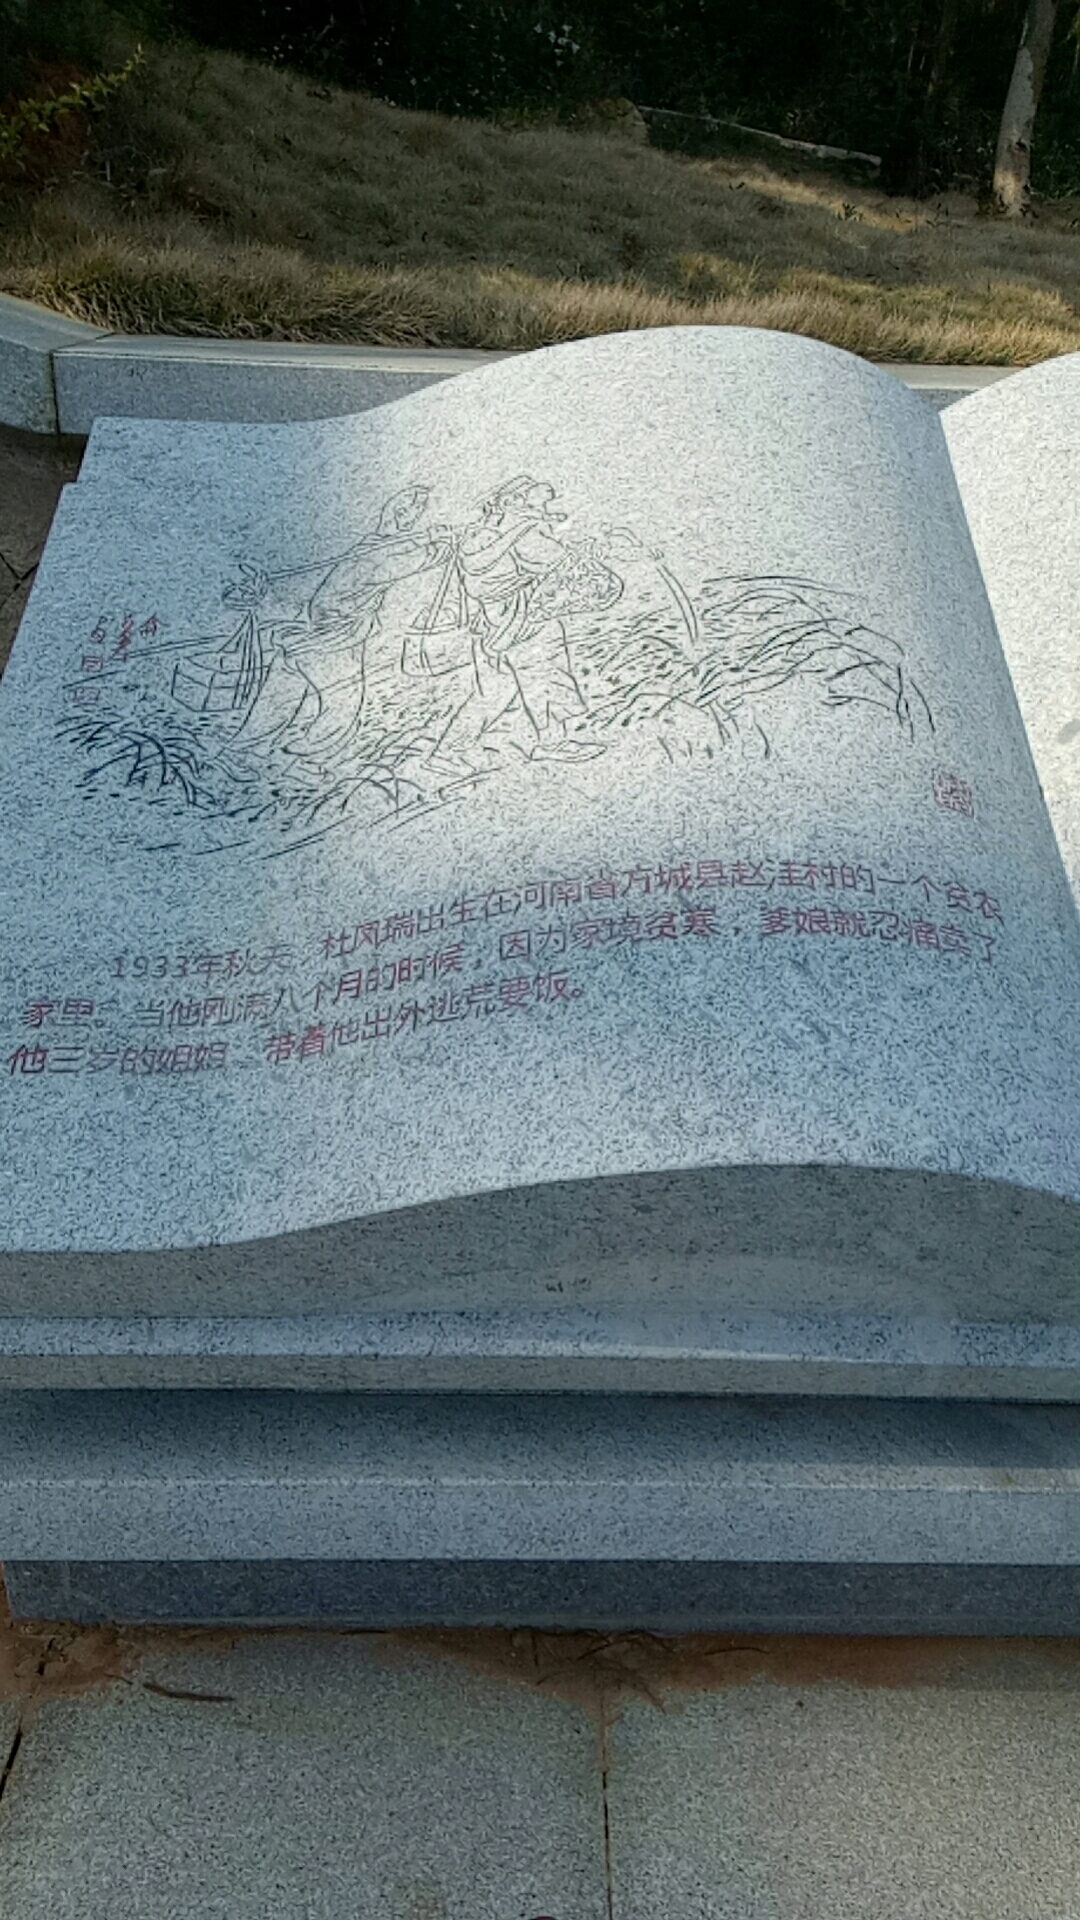 1933年秋天,杜凤瑞出生在河南省方城县赵洼村的一个贫农
家里。当他刚满八个月的时候,因为家境贫寒,爹娘就忍痛卖了
他三岁的姐姐,带着他出外逃荒要饭。